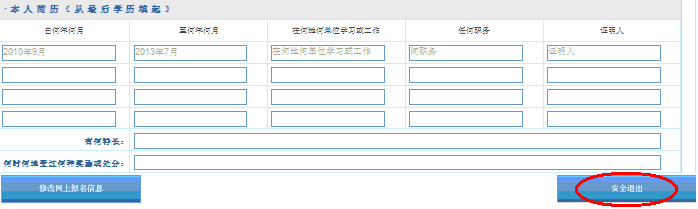 ·本人简历（从最后学历填起）
自何年何月 至何年何月 在何地何单位学习或工作 任何职务 证明人
2010年9月 2013年7月 在何地何单位学习或工作 何职务 证明人
有何特长：
何时何地受过何种奖励或处分：
修改网上报名信息 安全退出